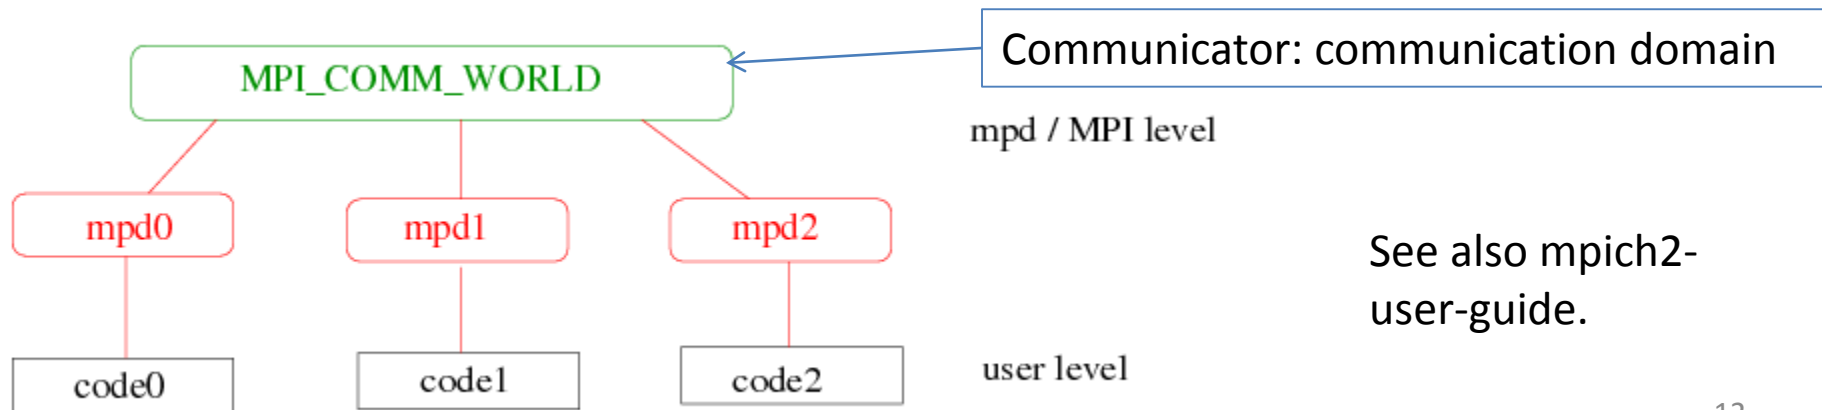 Communicator: communication domain
MPI_COMM_WORLD
mpd / MPI level
mpd0 mpd1 mpd2
See also mpich2-
user-guide.
code0 code1 code2
user level